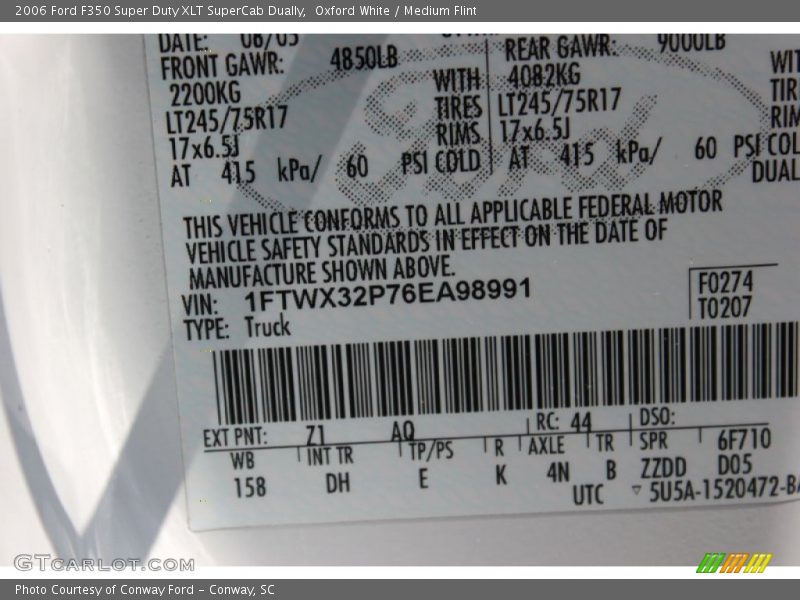 2006 Ford F350 Super Duty XLT SuperCab Dually, Oxford White / Medium Flint
DATE: 08/05
FRONT GAWR: 4850LB REAR GAWR: 9000LB
2200KG WITH 4082KG WIT
LT245/75R17 TIRES LT245/75R17 TIR
17x6.5J RIMS 17x6.5J RIM
AT 415 kPa/ 60 PSI COLD AT 415 kPa/ 60 PSI COL
DUAL
THIS VEHICLE CONFORMS TO ALL APPLICABLE FEDERAL MOTOR
VEHICLE SAFETY STANDARDS IN EFFECT ON THE DATE OF
MANUFACTURE SHOWN ABOVE.
VIN: 1FTWX32P76EA98991 F0274
TYPE: Truck T0207
EXT PNT: Z1 AQ RC: 44 DSO:
WB INT TR TP/PS R AXLE TR SPR 6F710
158 DH E K 4N B ZZDD D05
UTC ▽ 5U5A-1520472-BA
GTCARLOT.COM
Photo Courtesy of Conway Ford - Conway, SC